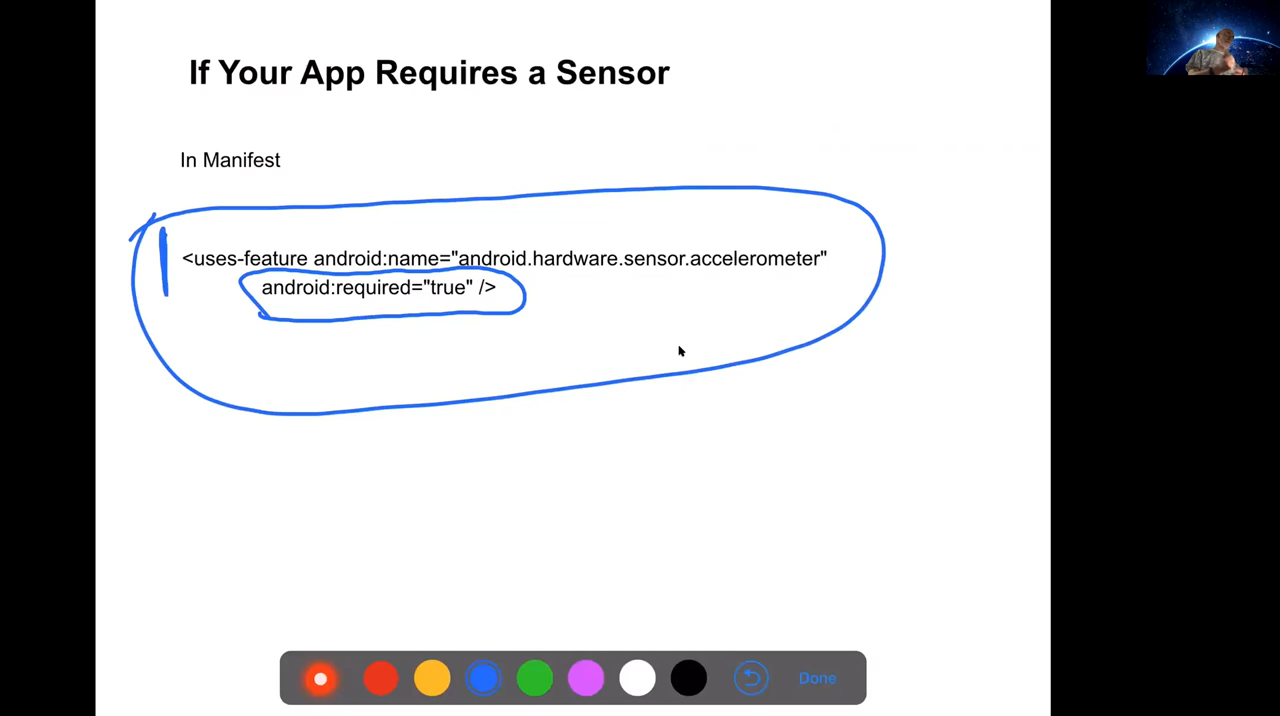 If Your App Requires a Sensor
In Manifest
<uses-feature android:name="android.hardware.sensor.accelerometer"
android:required="true" />
Done